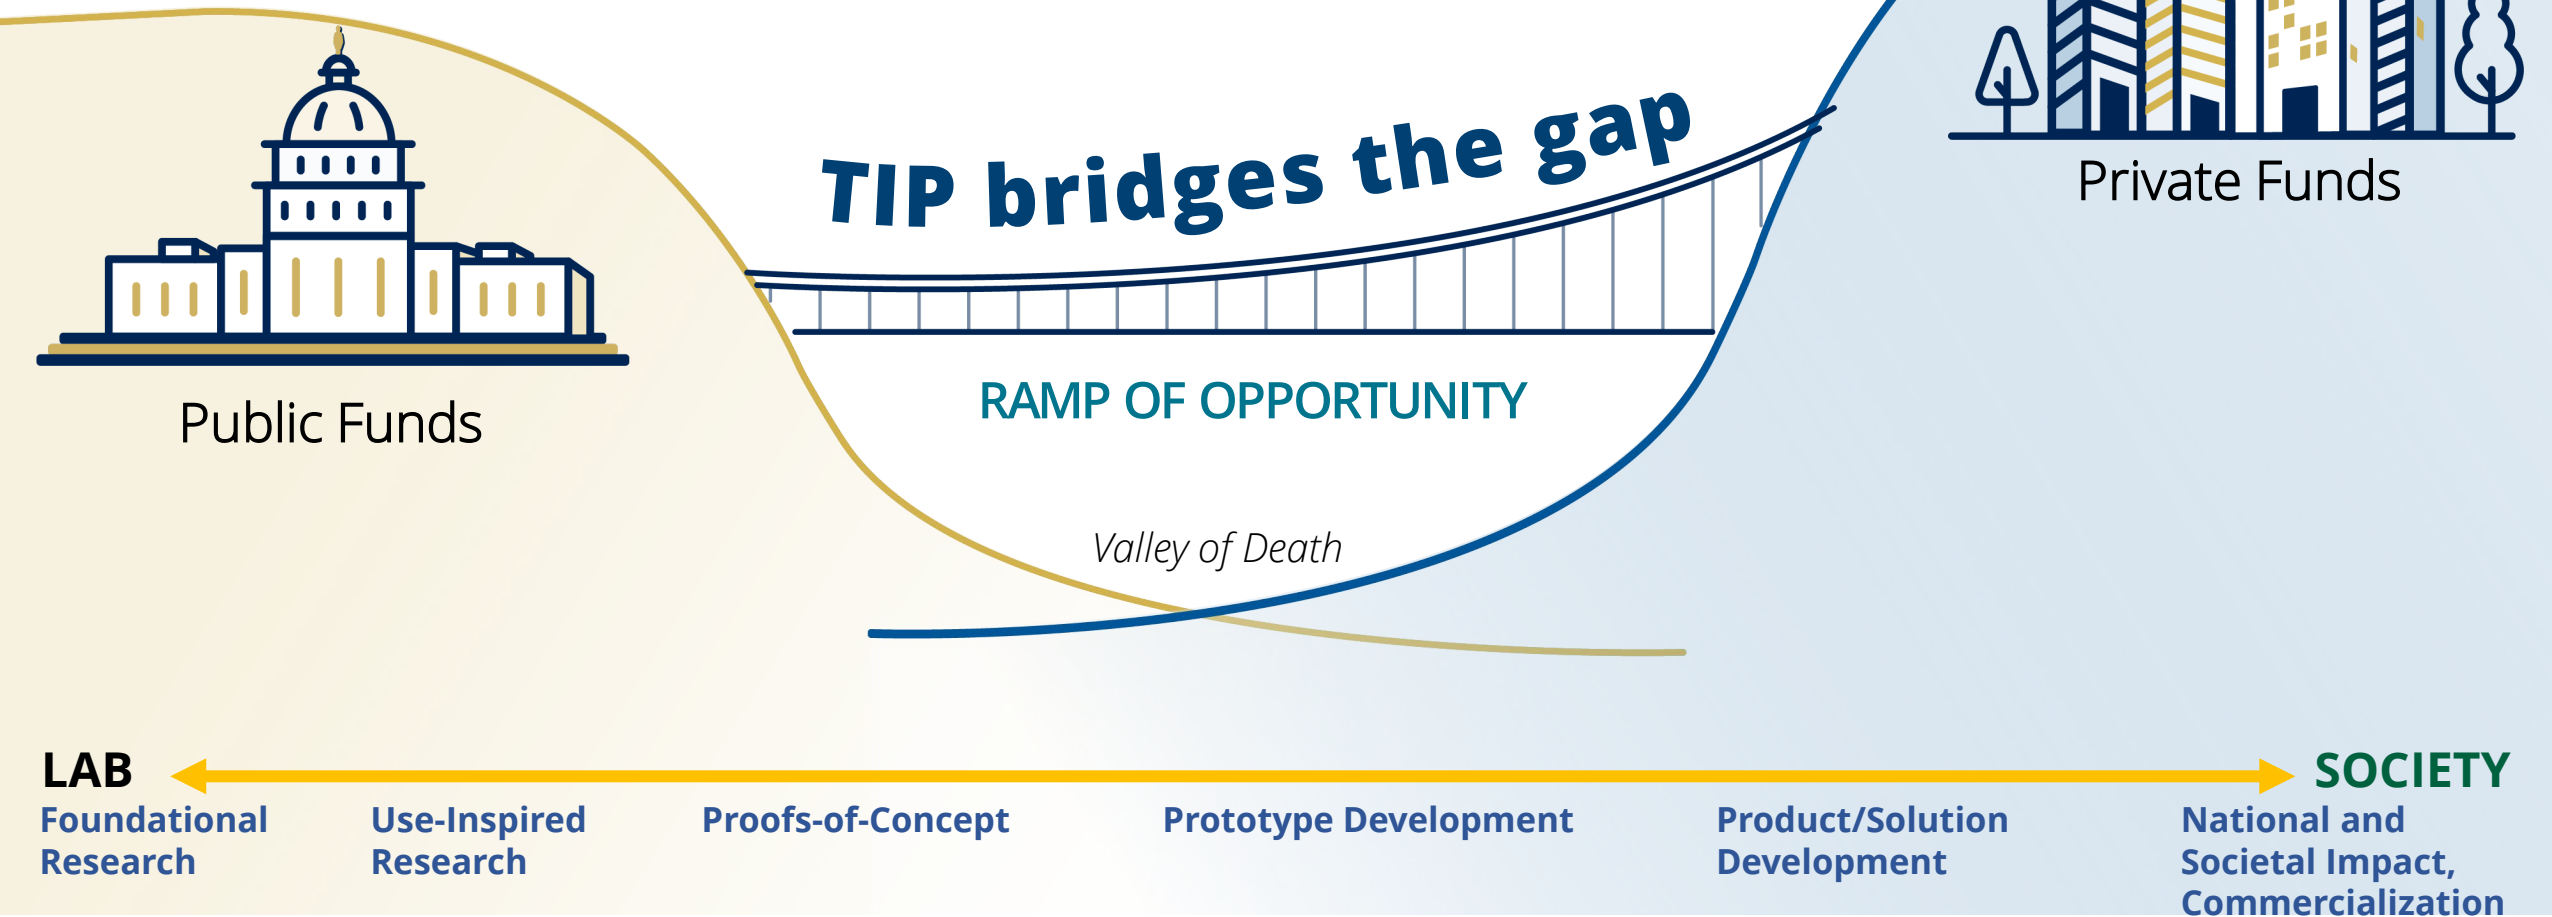 TIP bridges the gap
Private Funds
Public Funds
RAMP OF OPPORTUNITY
Valley of Death
LAB
SOCIETY
Foundational
Research
Use-Inspired
Research
Proofs-of-Concept
Prototype Development
Product/Solution
Development
National and
Societal Impact,
Commercialization